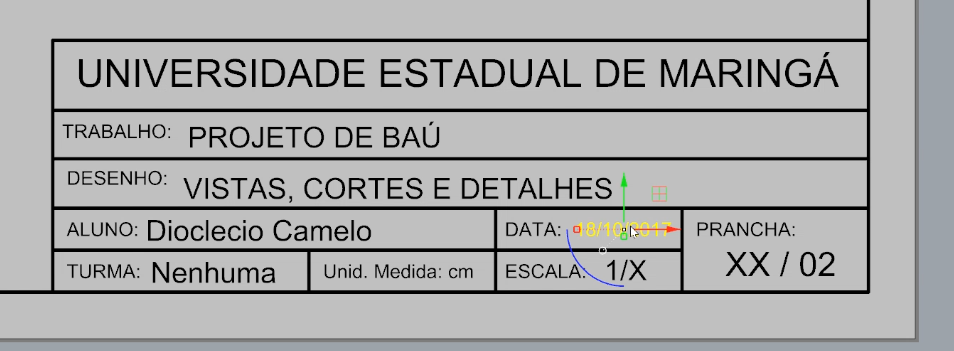 UNIVERSIDADE ESTADUAL DE MARINGÁ
TRABALHO: PROJETO DE BAÚ
DESENHO: VISTAS, CORTES E DETALHES
ALUNO: Dioclecio Camelo
DATA: 18/10/2017
PRANCHA:
XX / 02
TURMA: Nenhuma
Unid. Medida: cm
ESCALA: 1/X